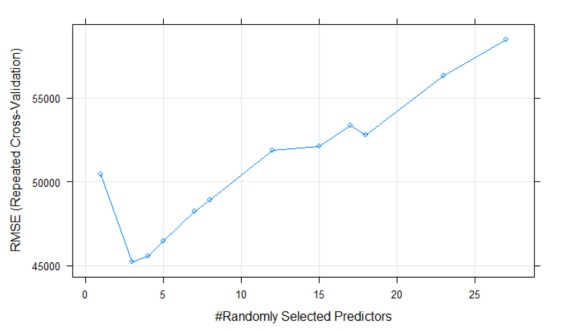 RMSE (Repeated Cross-Validation)
55000
50000
45000
0 5 10 15 20 25
#Randomly Selected Predictors